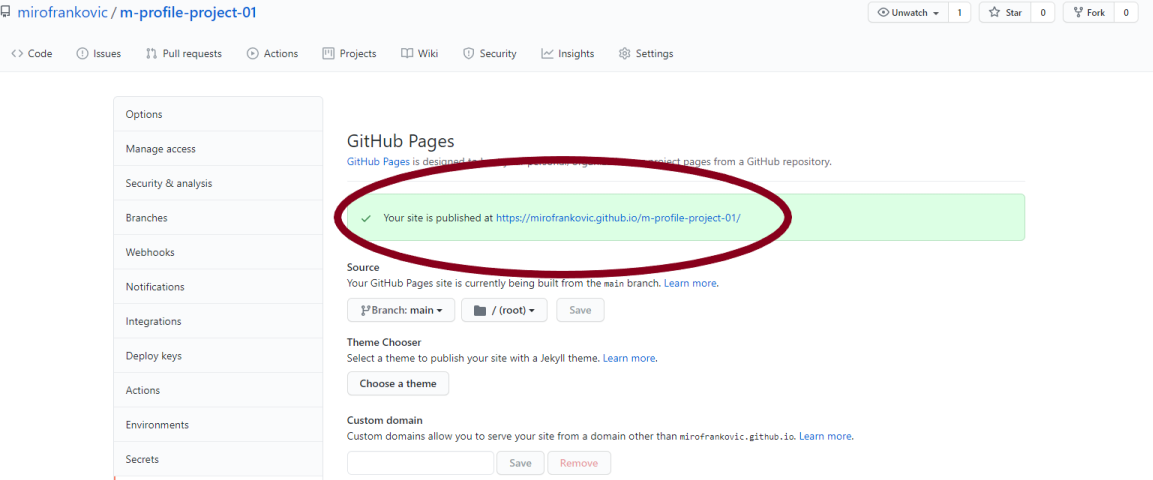 mirofrankovic / m-profile-project-01
Unwatch 1 Star 0 Fork 0
Code Issues Pull requests Actions Projects Wiki Security Insights Settings
Options
Manage access
Security & analysis
Branches
Webhooks
Notifications
Integrations
Deploy keys
Actions
Environments
Secrets
GitHub Pages
GitHub Pages is designed to project pages from a GitHub repository.
Your site is published at https://mirofrankovic.github.io/m-profile-project-01/
Source
Your GitHub Pages site is currently being built from the main branch. Learn more.
Branch: main / (root) Save
Theme Chooser
Select a theme to publish your site with a Jekyll theme. Learn more.
Choose a theme
Custom domain
Custom domains allow you to serve your site from a domain other than mirofrankovic.github.io. Learn more.
Save Remove